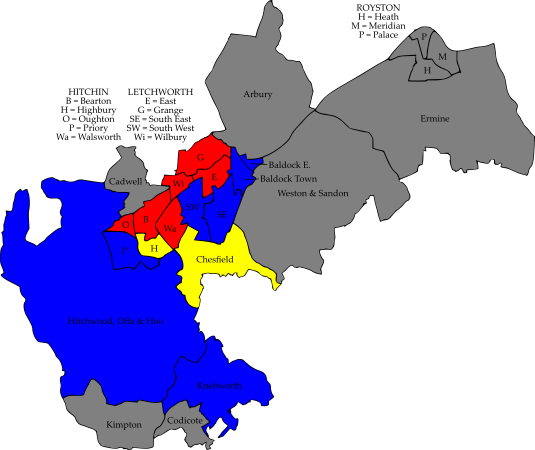 ROYSTON
H = Heath
M = Meridian
P = Palace
P
M
H
HITCHIN
B = Bearton
H = Highbury
O = Oughton
P = Priory
Wa = Walsworth
LETCHWORTH
E = East
G = Grange
SE = South East
SW = South West
Wi = Wilbury
Arbury
Ermine
G
Baldock E.
Cadwell
Wi
E
Baldock Town
Weston & Sandon
SW
SE
O
B
Wa
P
H
Chesfield
Hitchwood, Offa & Hoo
Knebworth
Kimpton
Codicote